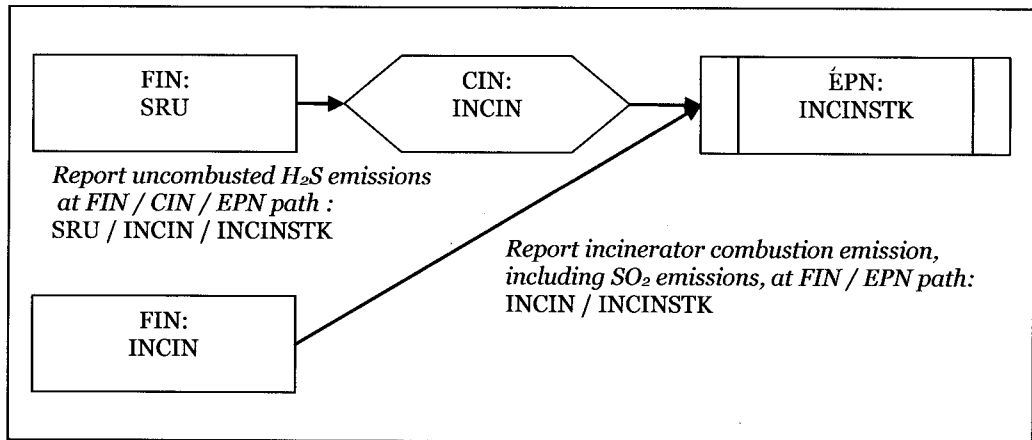 FIN:
SRU
CIN:
INCIN
ÉPN:
INCINSTK
Report uncombusted H₂S emissions
at FIN / CIN / EPN path :
SRU / INCIN / INCINSTK
Report incinerator combustion emission,
including SO₂ emissions, at FIN / EPN path:
INCIN / INCINSTK
FIN:
INCIN